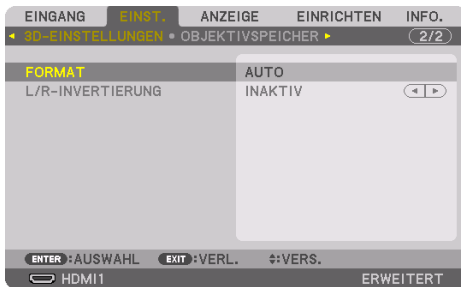 EINGANG EINST. ANZEIGE EINRICHTEN INFO.
◂ 3D-EINSTELLUNGEN • OBJEKTIVSPEICHER ▸ 2/2
FORMAT AUTO
L/R-INVERTIERUNG INAKTIV ◂ ▸
ENTER :AUSWAHL EXIT :VERL. ⬍:VERS.
HDMI1 ERWEITERT